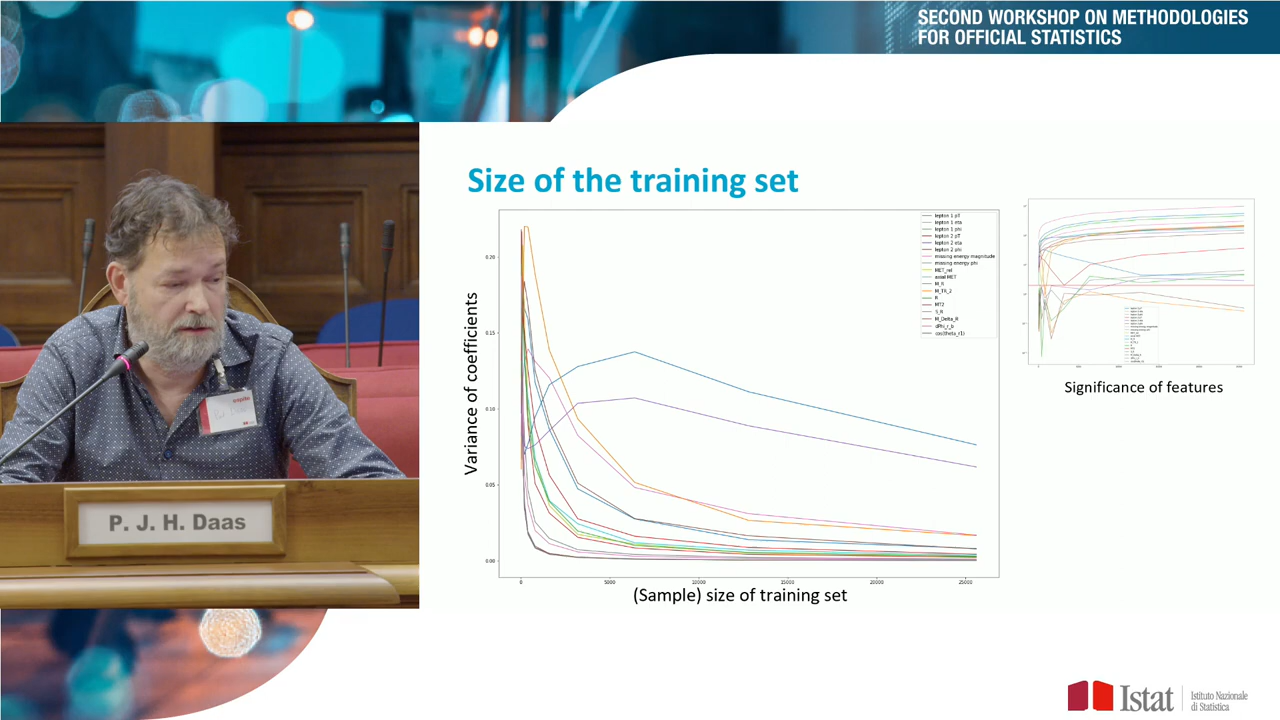 SECOND WORKSHOP ON METHODOLOGIES
FOR OFFICIAL STATISTICS
Size of the training set
lepton 1 pT
lepton 1 eta
lepton 1 phi
lepton 2 pT
lepton 2 eta
lepton 2 phi
missing energy magnitude
missing energy phi
MET_rel
axial MET
M_R
M_TR_2
R
MT2
S_R
M_Delta_R
dPhi_r_b
cos(theta_r1)
0.20
0.15
0.10
0.05
0.00
Variance of coefficients
0 5000 10000 15000 20000 25000
(Sample) size of training set
Significance of features
P. J. H. Daas
Istat
Istituto Nazionale
di Statistica